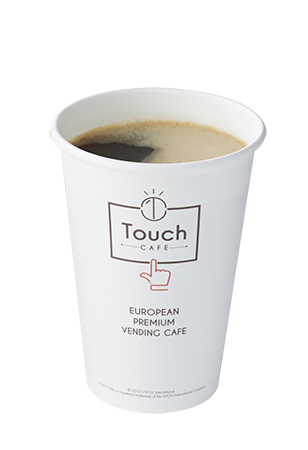 Touch
CAFE
EUROPEAN
PREMIUM
VENDING CAFE